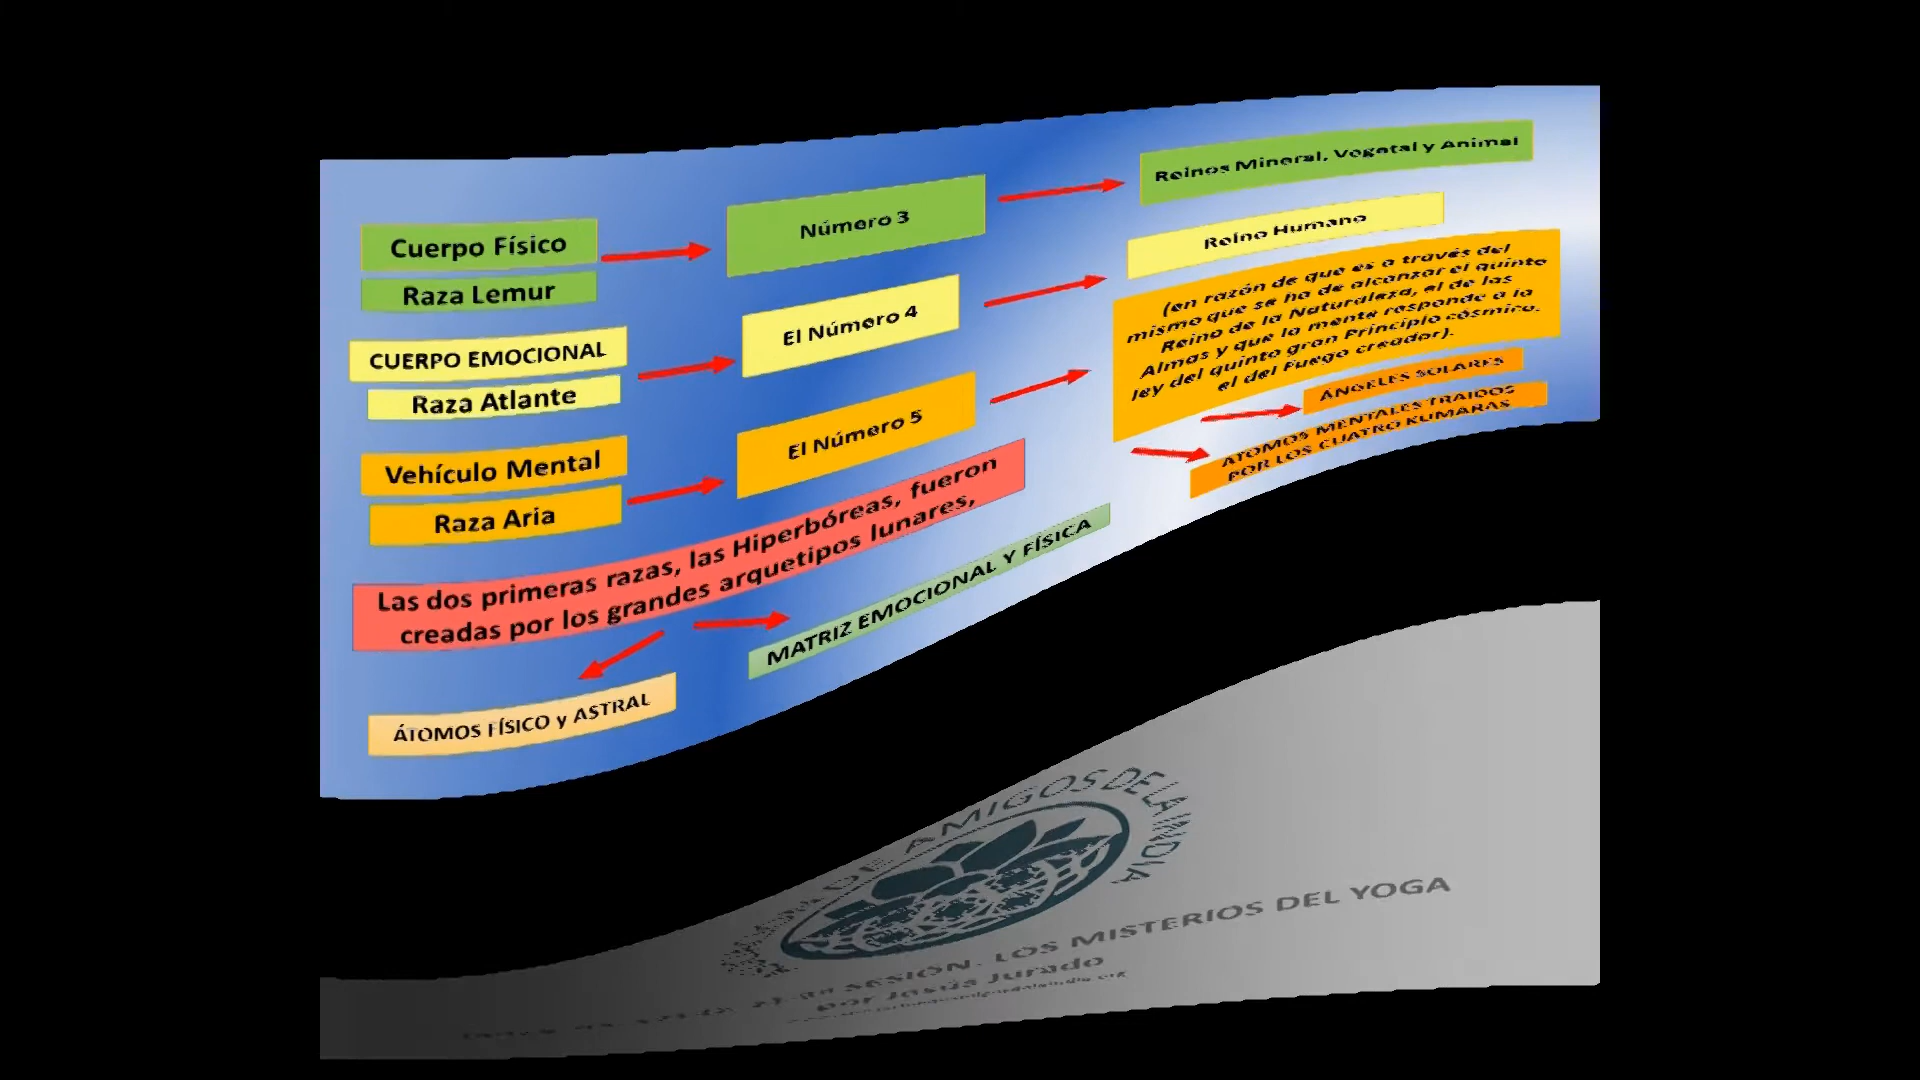 Cuerpo Físico
Raza Lemur
Número 3
Reinos Mineral, Vegetal y Animal
CUERPO EMOCIONAL
Raza Atlante
El Número 4
Reino Humano
Vehículo Mental
Raza Aria
El Número 5
(en razón de que es a través del
mismo que se ha de alcanzar el quinto
Reino de la Naturaleza, el de las
Almas y que la mente responde a la
ley del quinto gran Principio cósmico,
el del Fuego creador).
ÁNGELES SOLARES
ÁTOMOS MENTALES TRAIDOS
POR LOS CUATRO KUMARAS
Las dos primeras razas, las Hiperbóreas, fueron
creadas por los grandes arquetipos lunares,
MATRIZ EMOCIONAL Y FÍSICA
ÁTOMOS FÍSICO y ASTRAL
DE AMIGOS DE LA INDIA
SESIÓN. LOS MISTERIOS DEL YOGA
por Jesús Jurado